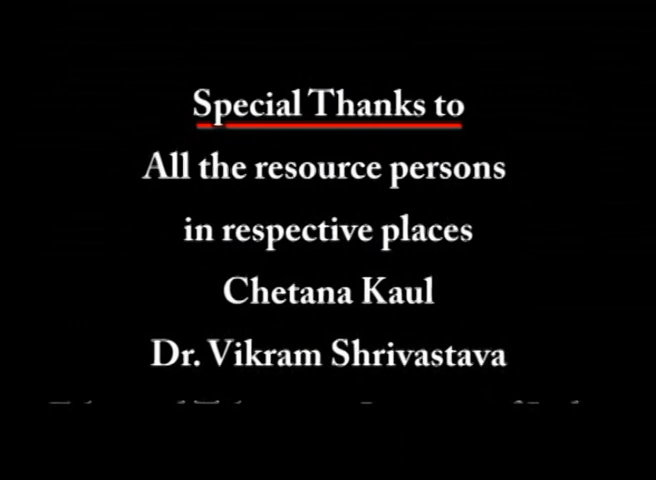 Special Thanks to
All the resource persons
in respective places
Chetana Kaul
Dr. Vikram Shrivastava